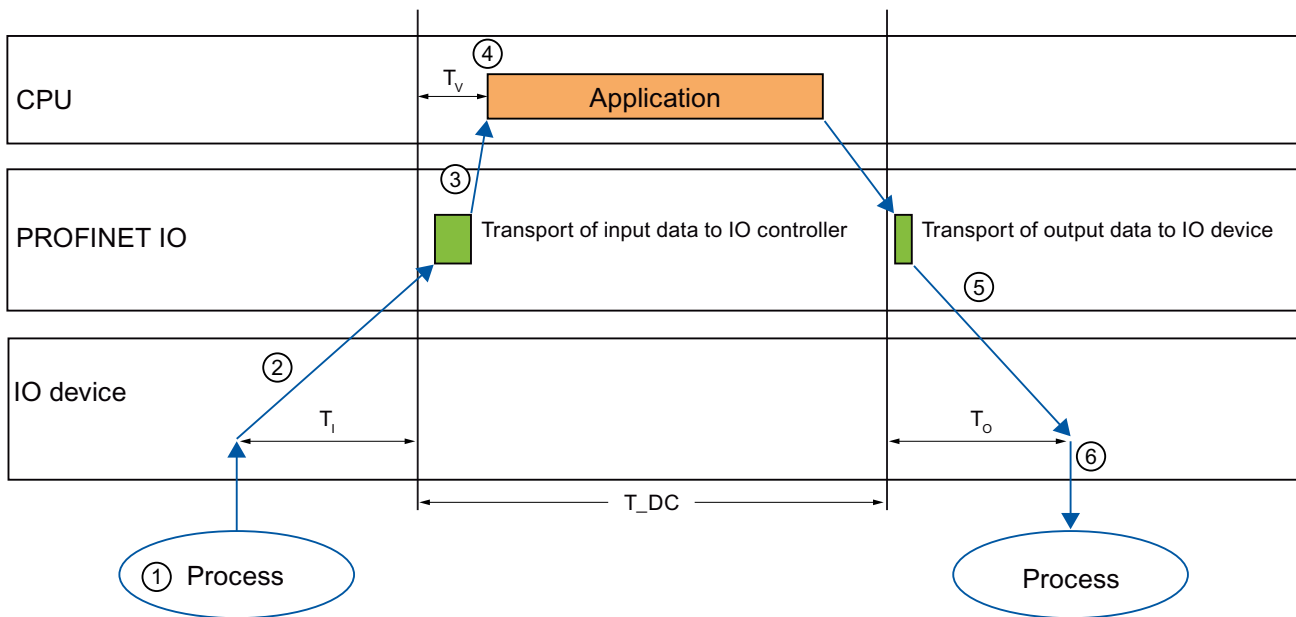 ④
T_V
CPU
Application
③
PROFINET IO
Transport of input data to IO controller
Transport of output data to IO device
⑤
②
IO device
T_I
T_O
⑥
T_DC
① Process
Process